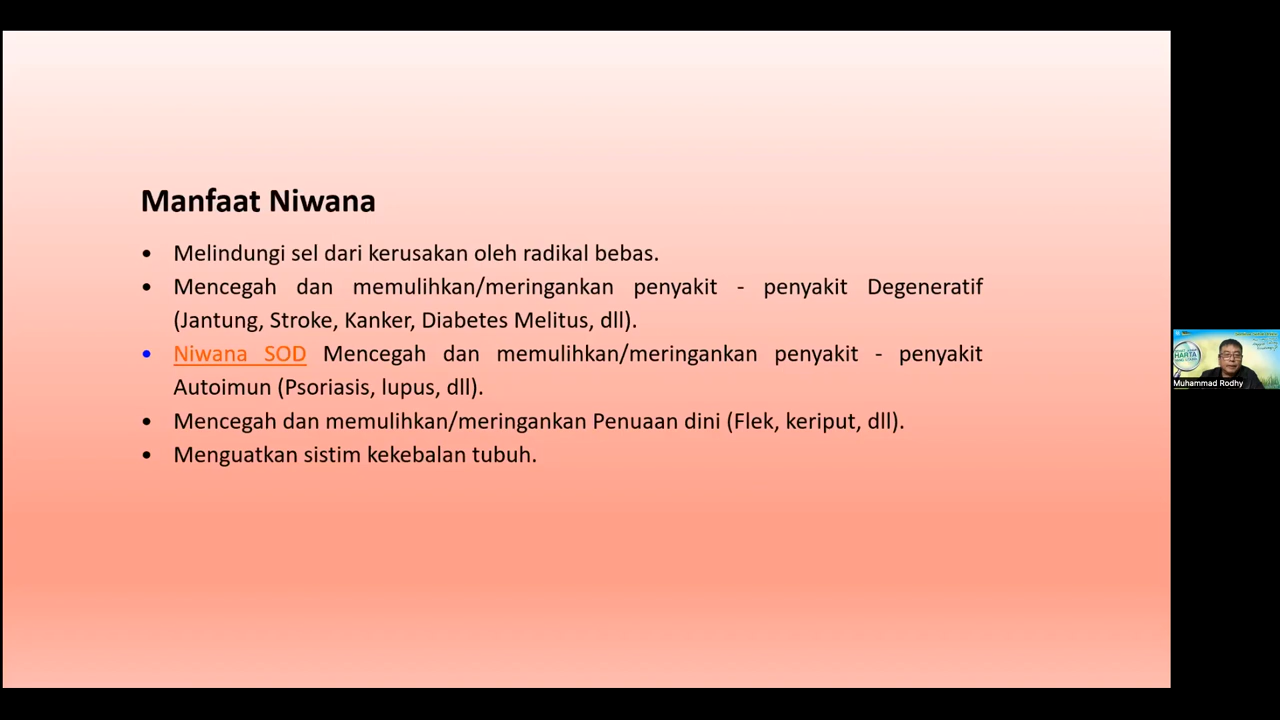 Manfaat Niwana
• Melindungi sel dari kerusakan oleh radikal bebas.
• Mencegah dan memulihkan/meringankan penyakit - penyakit Degeneratif
(Jantung, Stroke, Kanker, Diabetes Melitus, dll).
• Niwana SOD Mencegah dan memulihkan/meringankan penyakit - penyakit
Autoimun (Psoriasis, lupus, dll).
• Mencegah dan memulihkan/meringankan Penuaan dini (Flek, keriput, dll).
• Menguatkan sistim kekebalan tubuh.
HARTA
Muhammad Rodhy